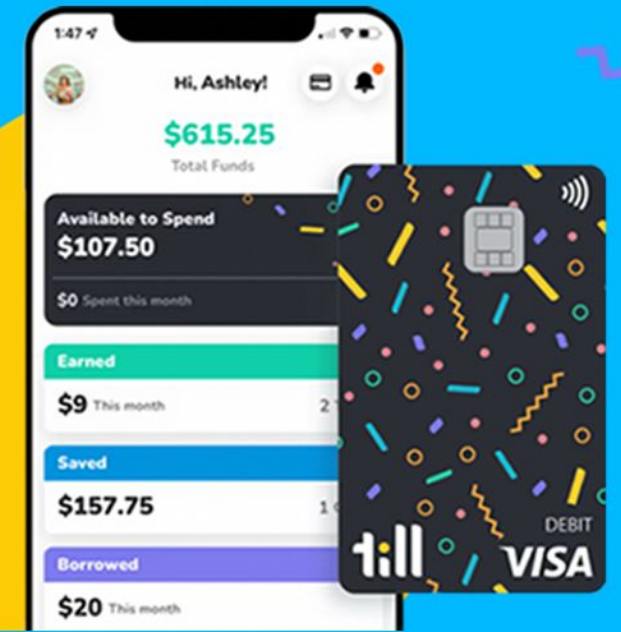 1:47
Hi, Ashley!
$615.25
Total Funds
Available to Spend
$107.50
$0 Spent this month
Earned
$9 This month
2
Saved
$157.75
1
Borrowed
$20 This month
till
DEBIT
VISA